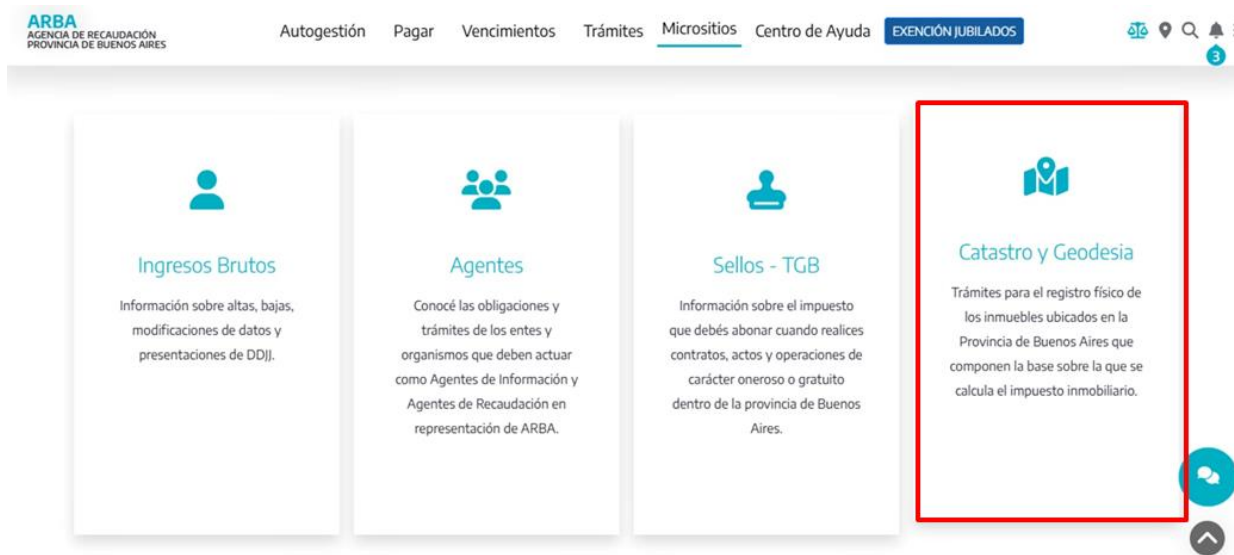 ARBA
AGENCIA DE RECAUDACIÓN
PROVINCIA DE BUENOS AIRES
Autogestión Pagar Vencimientos Trámites Micrositios Centro de Ayuda EXENCIÓN JUBILADOS
3
Ingresos Brutos
Información sobre altas, bajas,
modificaciones de datos y
presentaciones de DDJJ.
Agentes
Conocé las obligaciones y
trámites de los entes y
organismos que deben actuar
como Agentes de Información y
Agentes de Recaudación en
representación de ARBA.
Sellos - TGB
Información sobre el impuesto
que debés abonar cuando realices
contratos, actos y operaciones de
carácter oneroso o gratuito
dentro de la provincia de Buenos
Aires.
Catastro y Geodesia
Trámites para el registro físico de
los inmuebles ubicados en la
Provincia de Buenos Aires que
componen la base sobre la que se
calcula el impuesto inmobiliario.